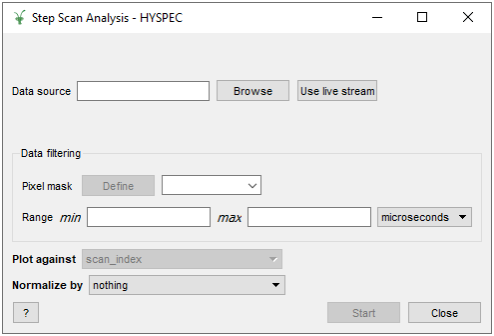 Step Scan Analysis - HYSPEC
Data source Browse Use live stream
Data filtering
Pixel mask Define
Range min max microseconds
Plot against scan_index
Normalize by nothing
? Start Close